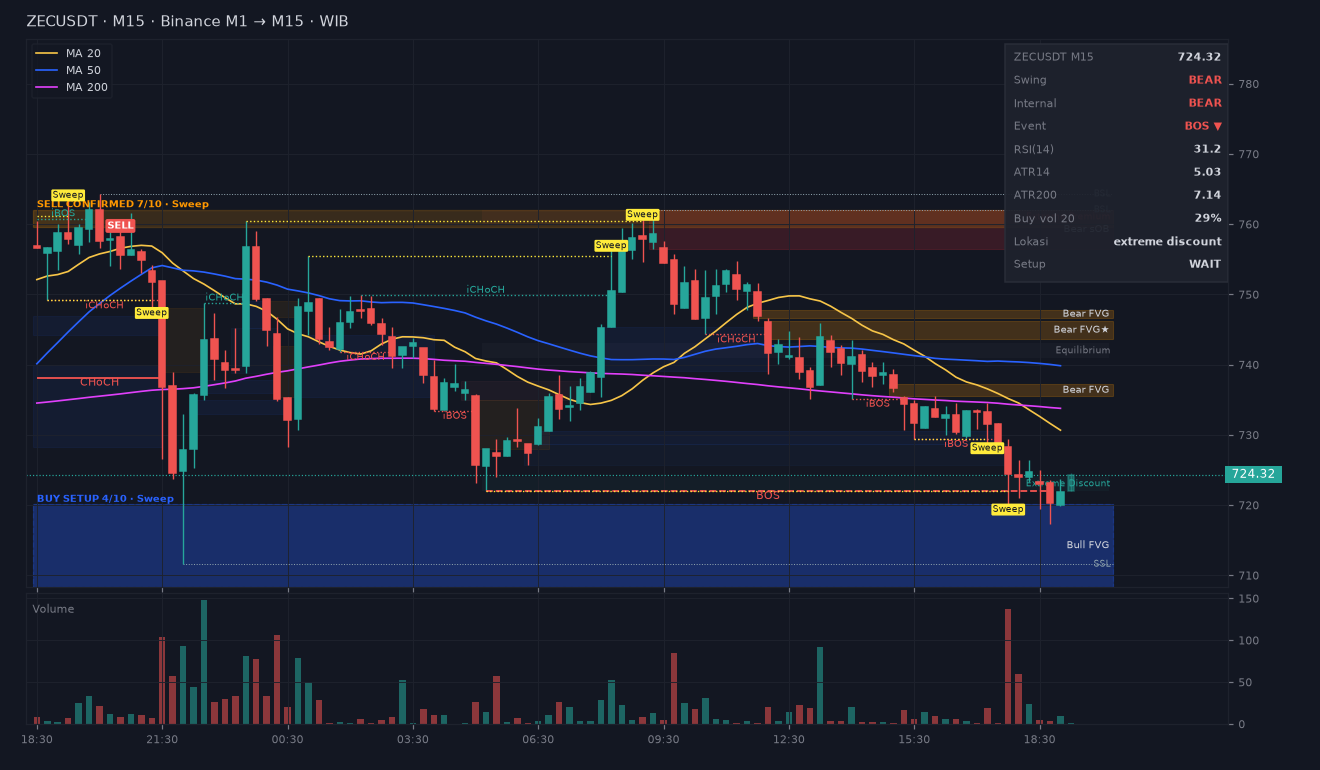 ZECUSDT · M15 · Binance M1 → M15 · WIB
MA 20
MA 50
MA 200
ZECUSDT M15 724.32
Swing BEAR
Internal BEAR
Event BOS ▼
RSI(14) 31.2
ATR14 5.03
ATR200 7.14
Buy vol 20 29%
Lokasi extreme discount
Setup WAIT
780
770
760
750
740
730
724.32
720
710
Sweep
SELL CONFIRMED 7/10 · Sweep
iBOS
SELL
Sweep
Sweep
iCHoCH
iCHoCH
iCHoCH
Sweep
Bear FVG
Bear FVG★
iCHoCH
Equilibrium
iCHoCH
CHoCH
Bear FVG
iBOS
iBOS
iBOS
Sweep
Extreme Discount
BUY SETUP 4/10 · Sweep
BOS
Sweep
Bull FVG
SSL
Volume
150
100
50
0
18:30 21:30 00:30 03:30 06:30 09:30 12:30 15:30 18:30